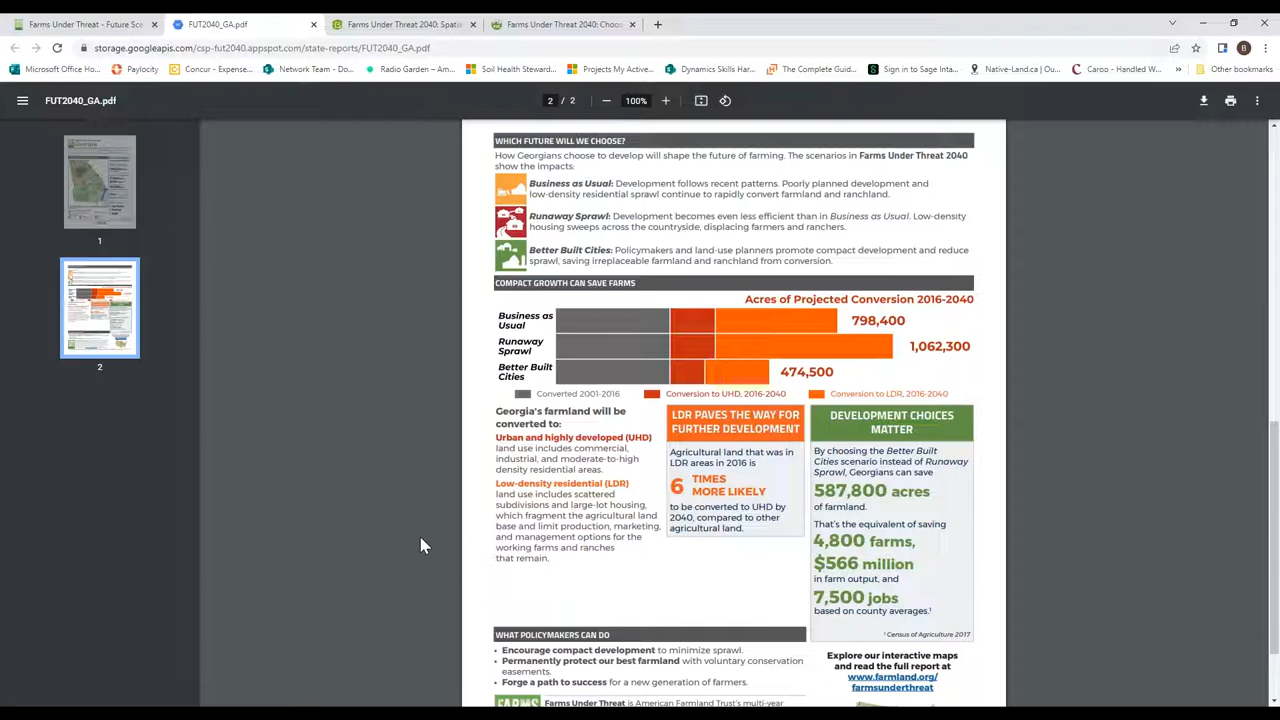 Farms Under Threat - Future Sce
FUT2040_GA.pdf
Farms Under Threat 2040: Spati
Farms Under Threat 2040: Choo
storage.googleapis.com/csp-fut2040.appspot.com/state-reports/FUT2040_GA.pdf
B
Microsoft Office Ho...
Paylocity
Concur - Expense...
Network Team - Do...
Radio Garden – Am...
Soil Health Steward...
Projects My Active...
Dynamics Skills Har...
The Complete Guid...
Sign in to Sage Inta...
Native-Land.ca | Ou...
Caroo - Handled W...
»
Other bookmarks
FUT2040_GA.pdf
2 / 2
100%
1
2
WHICH FUTURE WILL WE CHOOSE?
How Georgians choose to develop will shape the future of farming. The scenarios in Farms Under Threat 2040
show the impacts:
Business as Usual: Development follows recent patterns. Poorly planned development and
low-density residential sprawl continue to rapidly convert farmland and ranchland.
Runaway Sprawl: Development becomes even less efficient than in Business as Usual. Low-density
housing sweeps across the countryside, displacing farmers and ranchers.
Better Built Cities: Policymakers and land-use planners promote compact development and reduce
sprawl, saving irreplaceable farmland and ranchland from conversion.
COMPACT GROWTH CAN SAVE FARMS
Acres of Projected Conversion 2016-2040
Business as
Usual
798,400
Runaway
Sprawl
1,062,300
Better Built
Cities
474,500
Converted 2001-2016
Conversion to UHD, 2016-2040
Conversion to LDR, 2016-2040
Georgia's farmland will be
converted to:
Urban and highly developed (UHD)
land use includes commercial,
industrial, and moderate-to-high
density residential areas.
Low-density residential (LDR)
land use includes scattered
subdivisions and large-lot housing,
which fragment the agricultural land
base and limit production, marketing,
and management options for the
working farms and ranches
that remain.
LDR PAVES THE WAY FOR
FURTHER DEVELOPMENT
Agricultural land that was in
LDR areas in 2016 is
6 TIMES
MORE LIKELY
to be converted to UHD by
2040, compared to other
agricultural land.
DEVELOPMENT CHOICES
MATTER
By choosing the Better Built
Cities scenario instead of Runaway
Sprawl, Georgians can save
587,800 acres
of farmland.
That's the equivalent of saving
4,800 farms,
$566 million
in farm output, and
7,500 jobs
based on county averages.¹
¹ Census of Agriculture 2017
WHAT POLICYMAKERS CAN DO
• Encourage compact development to minimize sprawl.
• Permanently protect our best farmland with voluntary conservation
easements.
• Forge a path to success for a new generation of farmers.
Explore our interactive maps
and read the full report at
www.farmland.org/
farmsunderthreat
FARMS
Farms Under Threat is American Farmland Trust's multi-year